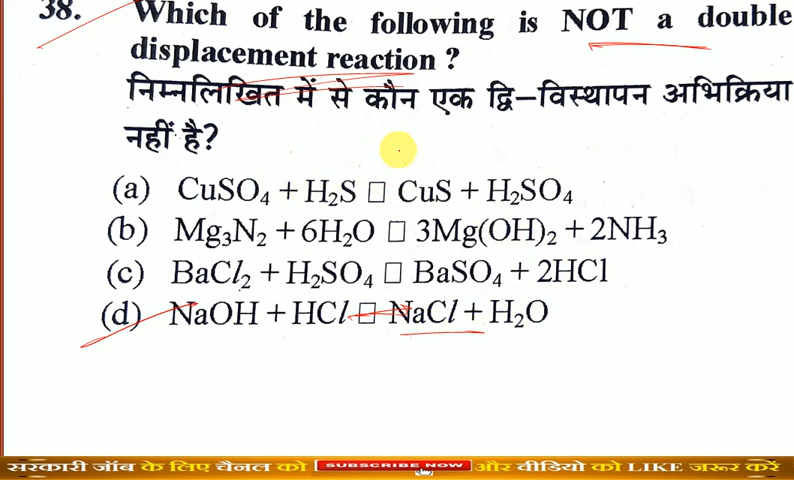 38. Which of the following is NOT a double
displacement reaction ?
निम्नलिखित में से कौन एक द्वि–विस्थापन अभिक्रिया
नहीं है?
(a) CuSO₄ + H₂S □ CuS + H₂SO₄
(b) Mg₃N₂ + 6H₂O □ 3Mg(OH)₂ + 2NH₃
(c) BaCl₂ + H₂SO₄ □ BaSO₄ + 2HCl
(d) NaOH + HCl □ NaCl + H₂O
सरकारी जॉब के लिए चैनल को SUBSCRIBE NOW और वीडियो को LIKE जरूर करें